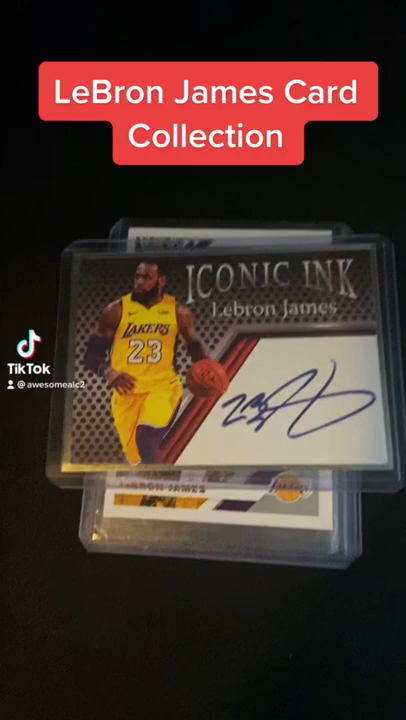 LeBron James Card
Collection
ICONIC INK
Lebron James
LAKERS
23
TikTok
@awesomealc2
LEBRON JAMES